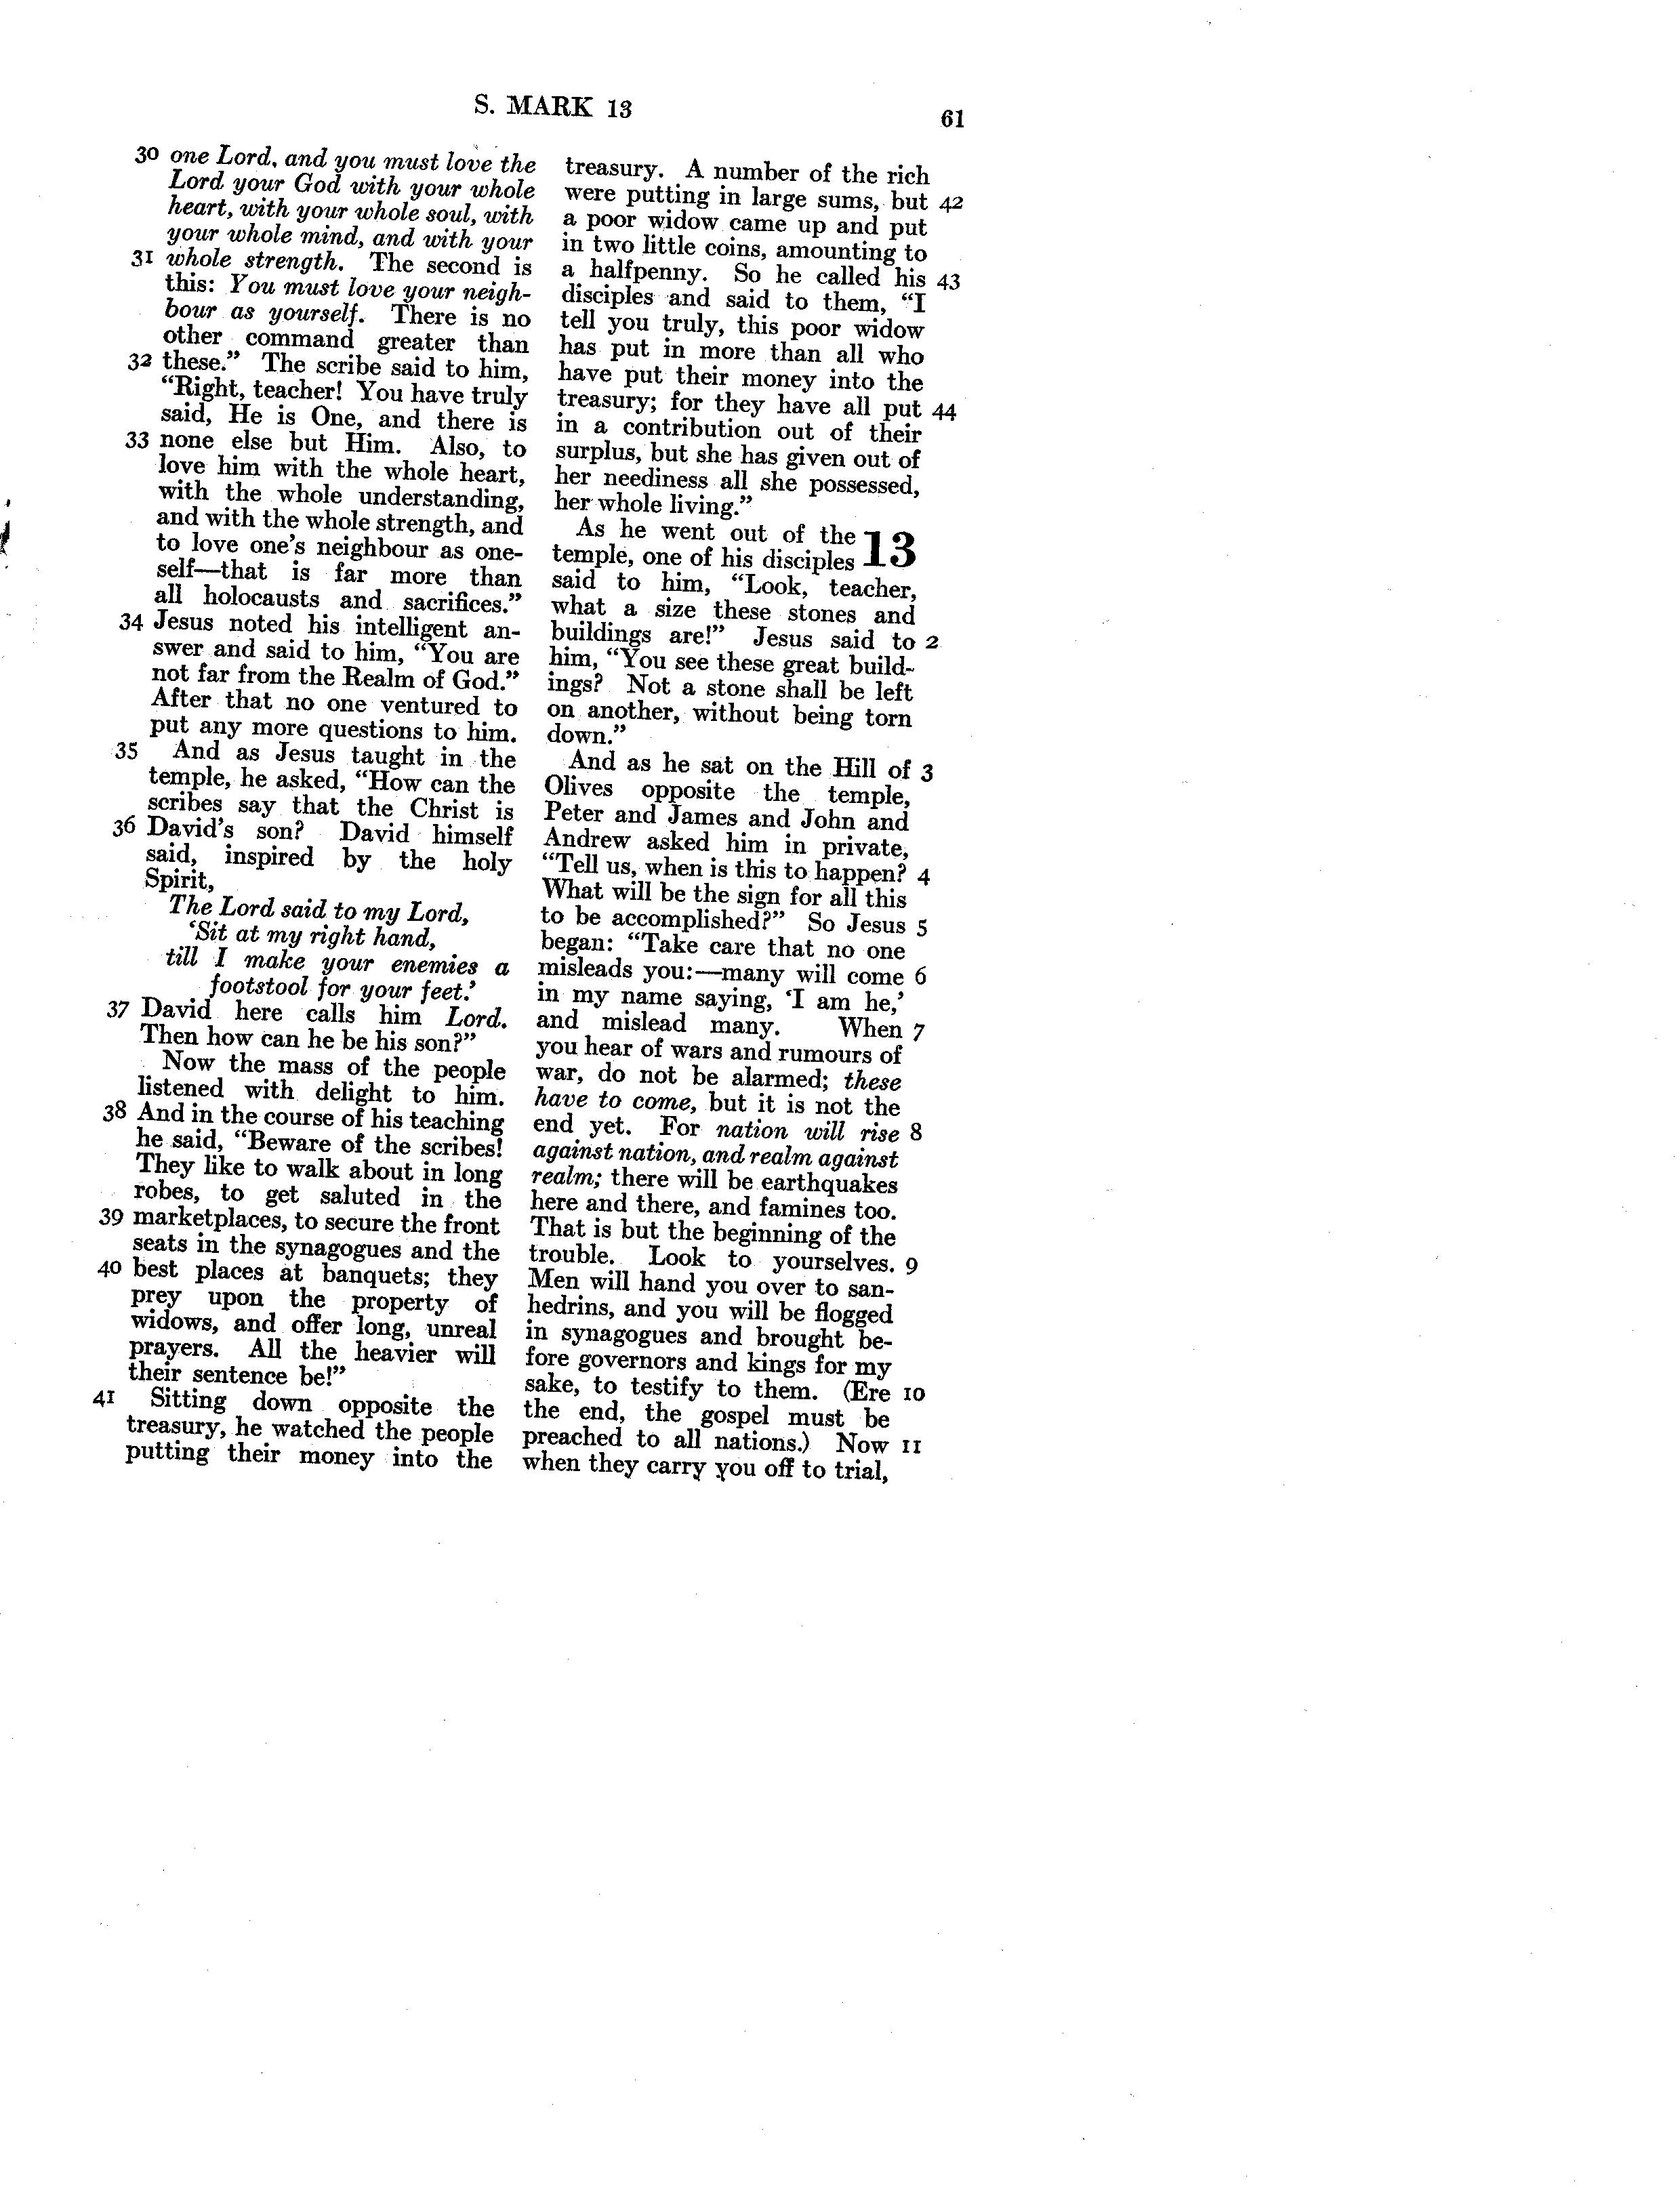 S. MARK 13
61
30 one Lord, and you must love the
Lord your God with your whole
heart, with your whole soul, with
your whole mind, and with your
31 whole strength. The second is
this: You must love your neigh-
bour as yourself. There is no
other command greater than
32 these." The scribe said to him,
"Right, teacher! You have truly
said, He is One, and there is
33 none else but Him. Also, to
love him with the whole heart,
with the whole understanding,
and with the whole strength, and
to love one's neighbour as one-
self—that is far more than
all holocausts and sacrifices."
34 Jesus noted his intelligent an-
swer and said to him, "You are
not far from the Realm of God."
After that no one ventured to
put any more questions to him.
35 And as Jesus taught in the
temple, he asked, "How can the
scribes say that the Christ is
36 David's son? David himself
said, inspired by the holy
Spirit,
The Lord said to my Lord,
'Sit at my right hand,
till I make your enemies a
footstool for your feet.'
37 David here calls him Lord.
Then how can he be his son?"
Now the mass of the people
listened with delight to him.
38 And in the course of his teaching
he said, "Beware of the scribes!
They like to walk about in long
robes, to get saluted in the
39 marketplaces, to secure the front
seats in the synagogues and the
40 best places at banquets; they
prey upon the property of
widows, and offer long, unreal
prayers. All the heavier will
their sentence be!"
41 Sitting down opposite the
treasury, he watched the people
putting their money into the
treasury. A number of the rich
were putting in large sums, but 42
a poor widow came up and put
in two little coins, amounting to
a halfpenny. So he called his 43
disciples and said to them, "I
tell you truly, this poor widow
has put in more than all who
have put their money into the
treasury; for they have all put 44
in a contribution out of their
surplus, but she has given out of
her neediness all she possessed,
her whole living."
As he went out of the 13
temple, one of his disciples
said to him, "Look, teacher,
what a size these stones and
buildings are!" Jesus said to 2
him, "You see these great build-
ings? Not a stone shall be left
on another, without being torn
down."
And as he sat on the Hill of 3
Olives opposite the temple,
Peter and James and John and
Andrew asked him in private,
"Tell us, when is this to happen? 4
What will be the sign for all this
to be accomplished?" So Jesus 5
began: "Take care that no one
misleads you:—many will come 6
in my name saying, 'I am he,'
and mislead many. When 7
you hear of wars and rumours of
war, do not be alarmed; these
have to come, but it is not the
end yet. For nation will rise 8
against nation, and realm against
realm; there will be earthquakes
here and there, and famines too.
That is but the beginning of the
trouble. Look to yourselves. 9
Men will hand you over to san-
hedrins, and you will be flogged
in synagogues and brought be-
fore governors and kings for my
sake, to testify to them. (Ere 10
the end, the gospel must be
preached to all nations.) Now 11
when they carry you off to trial,